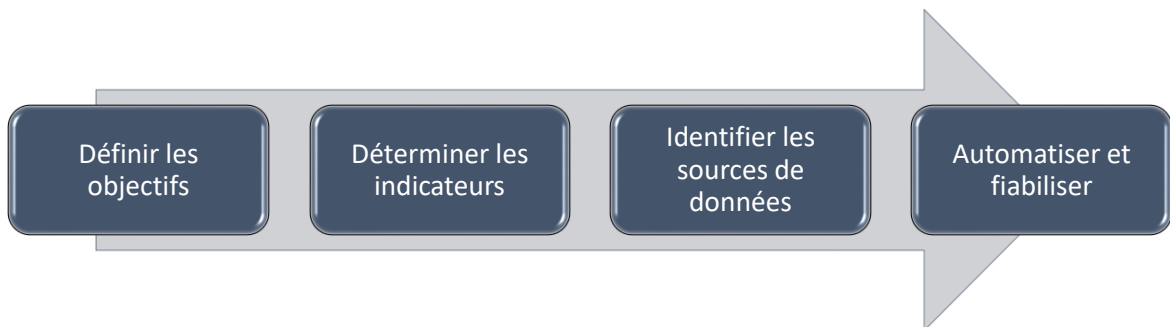 Définir les
objectifs
Déterminer les
indicateurs
Identifier les
sources de
données
Automatiser et
fiabiliser